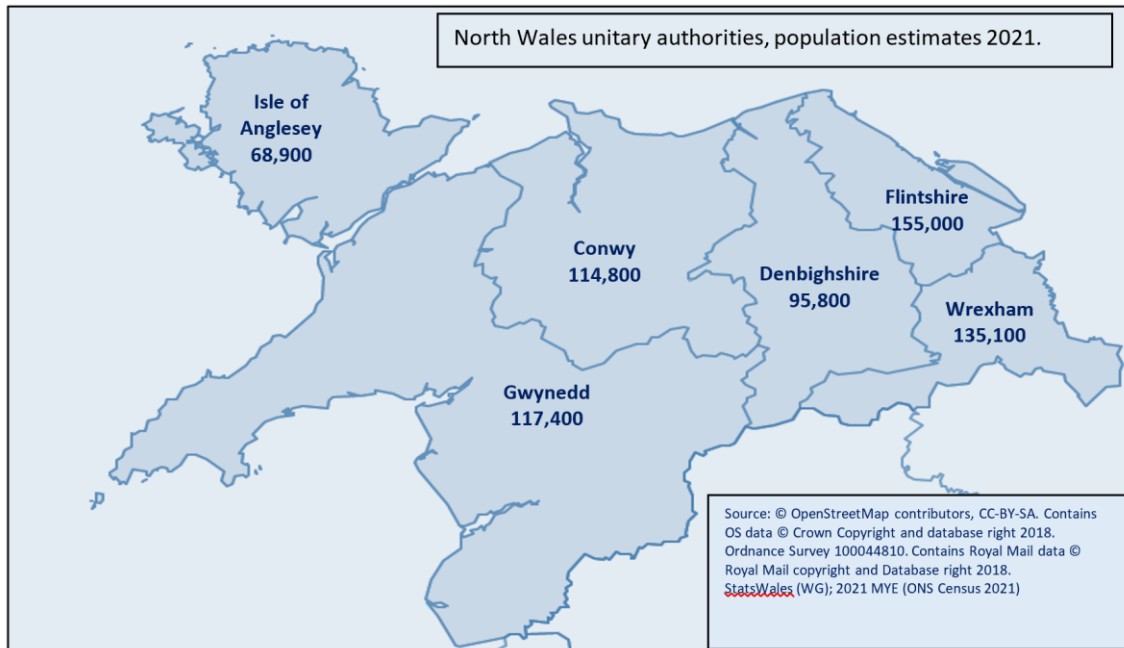 North Wales unitary authorities, population estimates 2021.
Isle of
Anglesey
68,900
Flintshire
155,000
Conwy
114,800
Denbighshire
95,800
Wrexham
135,100
Gwynedd
117,400
Source: © OpenStreetMap contributors, CC-BY-SA. Contains
OS data © Crown Copyright and database right 2018.
Ordnance Survey 100044810. Contains Royal Mail data ©
Royal Mail copyright and Database right 2018.
StatsWales (WG); 2021 MYE (ONS Census 2021)